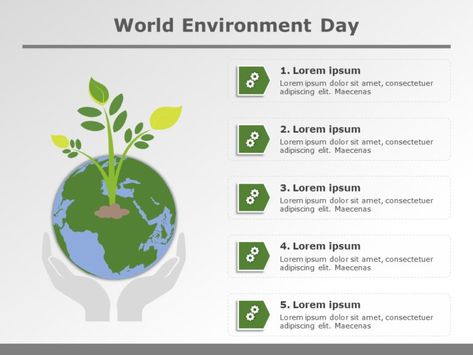 World Environment Day
1. Lorem ipsum
Lorem ipsum dolor sit amet, consectetuer
adipiscing elit. Maecenas
2. Lorem ipsum
Lorem ipsum dolor sit amet, consectetuer
adipiscing elit. Maecenas
3. Lorem ipsum
Lorem ipsum dolor sit amet, consectetuer
adipiscing elit. Maecenas
4. Lorem ipsum
Lorem ipsum dolor sit amet, consectetuer
adipiscing elit. Maecenas
5. Lorem ipsum
Lorem ipsum dolor sit amet, consectetuer
adipiscing elit. Maecenas